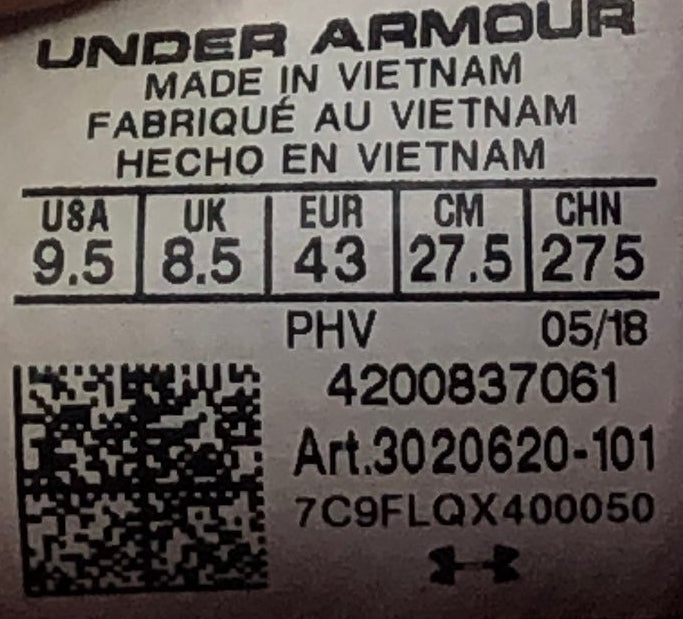 UNDER ARMOUR
MADE IN VIETNAM
FABRIQUÉ AU VIETNAM
HECHO EN VIETNAM
USA UK EUR CM CHN
9.5 8.5 43 27.5 275
PHV 05/18
4200837061
Art.3020620-101
7C9FLQX400050